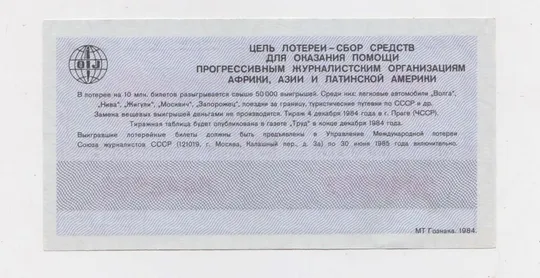 OIJ
ЦЕЛЬ ЛОТЕРЕИ–СБОР СРЕДСТВ
ДЛЯ ОКАЗАНИЯ ПОМОЩИ
ПРОГРЕССИВНЫМ ЖУРНАЛИСТСКИМ ОРГАНИЗАЦИЯМ
АФРИКИ, АЗИИ И ЛАТИНСКОЙ АМЕРИКИ
В лотерее на 10 млн. билетов разыгрывается свыше 50 000 выигрышей. Среди них: легковые автомобили „Волга",
„Нива", „Жигули", „Москвич", „Запорожец", поездки за границу, туристические путевки по СССР и др.
Замена вещевых выигрышей деньгами не производится. Тираж 4 декабря 1984 года в г. Праге (ЧССР).
Тиражная таблица будет опубликована в газете „Труд" в конце декабря 1984 года.
Выигравшие лотерейные билеты должны быть предъявлены в Управление Международной лотереи
Союза журналистов СССР (121019, г. Москва, Калашный пер., д. 3а) по 30 июня 1985 года включительно.
МТ Гознака. 1984.